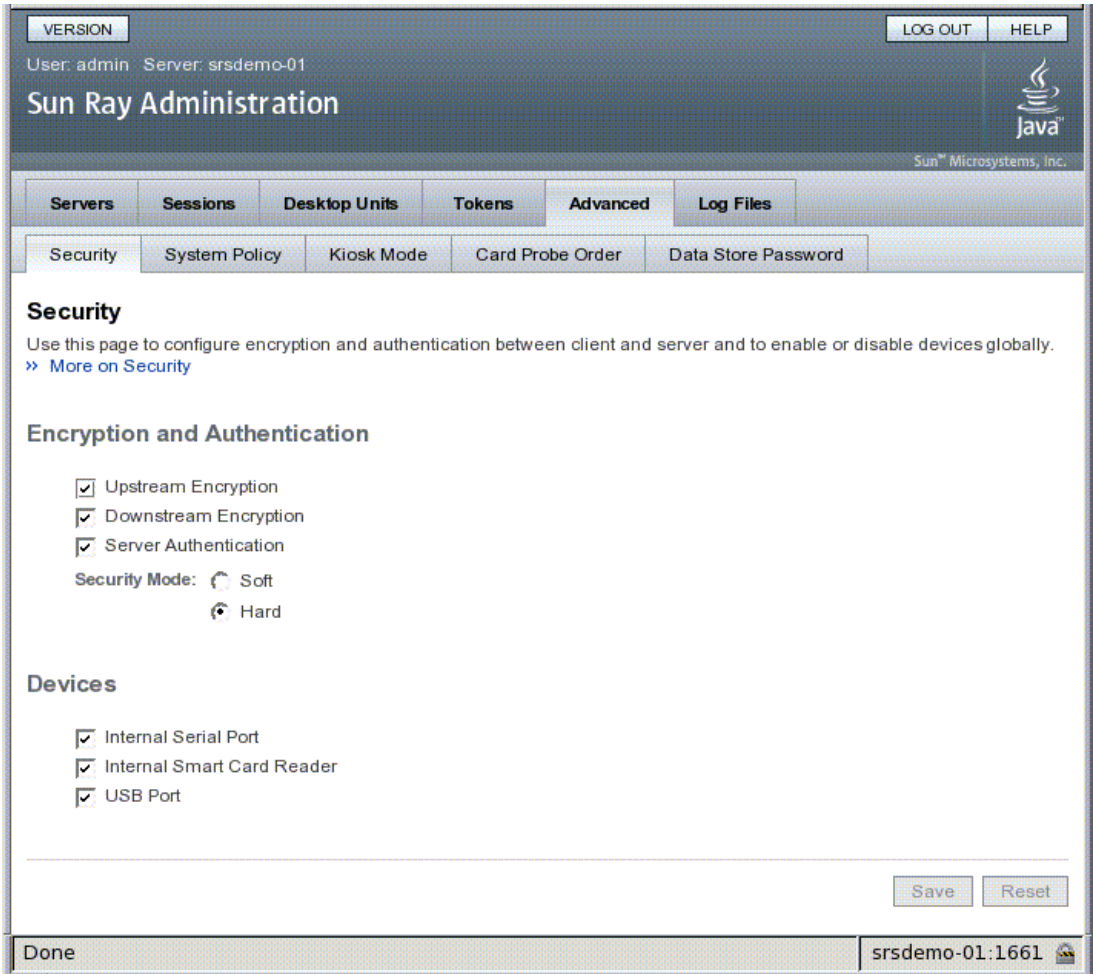 VERSION LOG OUT HELP
User: admin Server: srsdemo-01
Sun Ray Administration
Java™
Sun™ Microsystems, Inc.
Servers Sessions Desktop Units Tokens Advanced Log Files
Security System Policy Kiosk Mode Card Probe Order Data Store Password
Security
Use this page to configure encryption and authentication between client and server and to enable or disable devices globally.
» More on Security
Encryption and Authentication
Upstream Encryption
Downstream Encryption
Server Authentication
Security Mode: Soft
Hard
Devices
Internal Serial Port
Internal Smart Card Reader
USB Port
Save Reset
Done srsdemo-01:1661